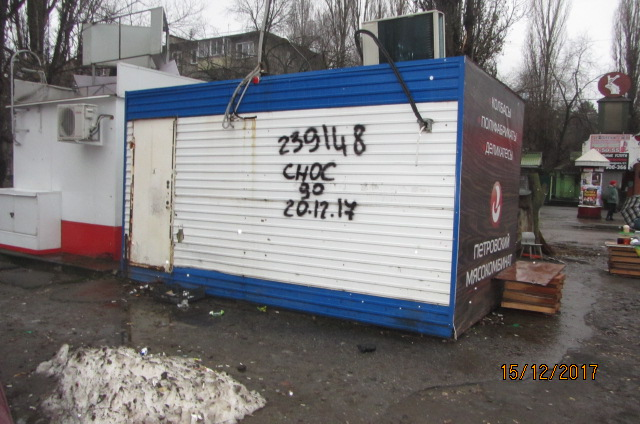 239148
СНОС
до
20.12.17
КОЛБАСЫ
ПОЛУФАБРИКАТЫ
ДЕЛИКАТЕСЫ
ПЕТРОВСКИЙ
МЯСОКОМБИНАТ
15/12/2017